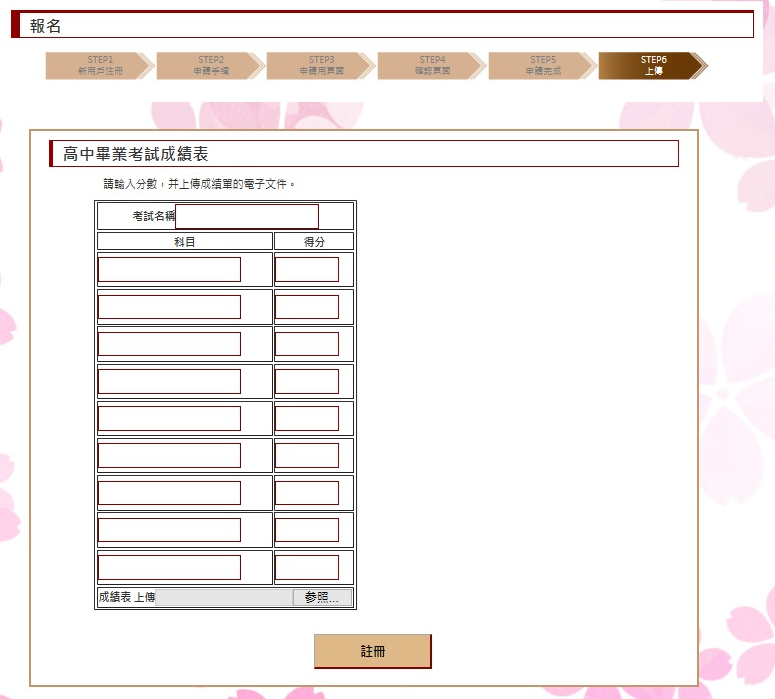 報名
STEP1
新用戶注冊
STEP2
申請手續
STEP3
申請用頁面
STEP4
確認頁面
STEP5
申請完成
STEP6
上傳
高中畢業考試成績表
請輸入分數，并上傳成績單的電子文件。
考試名稱
科目 得分
成績表 上傳 参照...
註冊